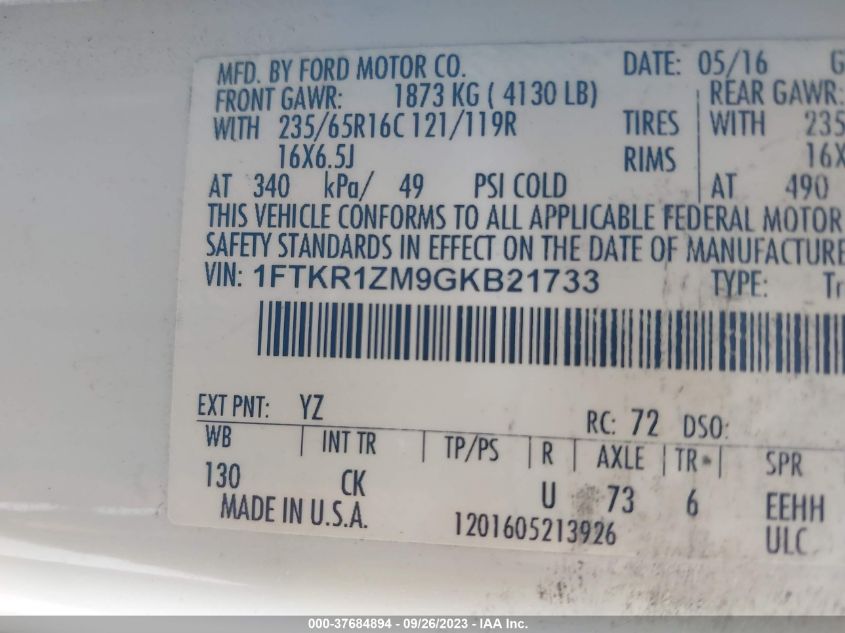 MFD. BY FORD MOTOR CO. DATE: 05/16 G
FRONT GAWR: 1873 KG ( 4130 LB) REAR GAWR:
WITH 235/65R16C 121/119R TIRES WITH 235
16X6.5J RIMS 16X
AT 340 kPa/ 49 PSI COLD AT 490
THIS VEHICLE CONFORMS TO ALL APPLICABLE FEDERAL MOTOR
SAFETY STANDARDS IN EFFECT ON THE DATE OF MANUFACTURE
VIN: 1FTKR1ZM9GKB21733 TYPE: Tr
EXT PNT: YZ RC: 72 DSO:
WB INT TR TP/PS R AXLE TR SPR
130 CK U 73 6 EEHH
MADE IN U.S.A. 1201605213926 ULC
000-37684894 - 09/26/2023 - IAA Inc.